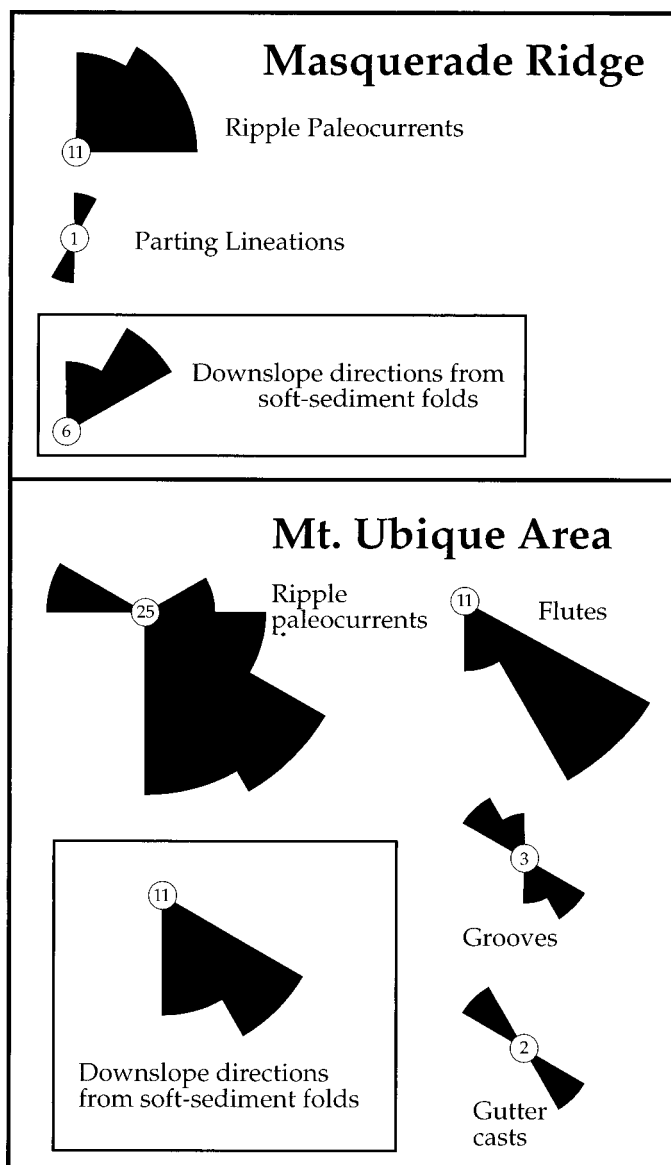 Masquerade Ridge
11
Ripple Paleocurrents
1
Parting Lineations
Downslope directions from
soft-sediment folds
6
Mt. Ubique Area
25
Ripple
paleocurrents
11
Flutes
3
Grooves
11
Downslope directions
from soft-sediment folds
2
Gutter
casts